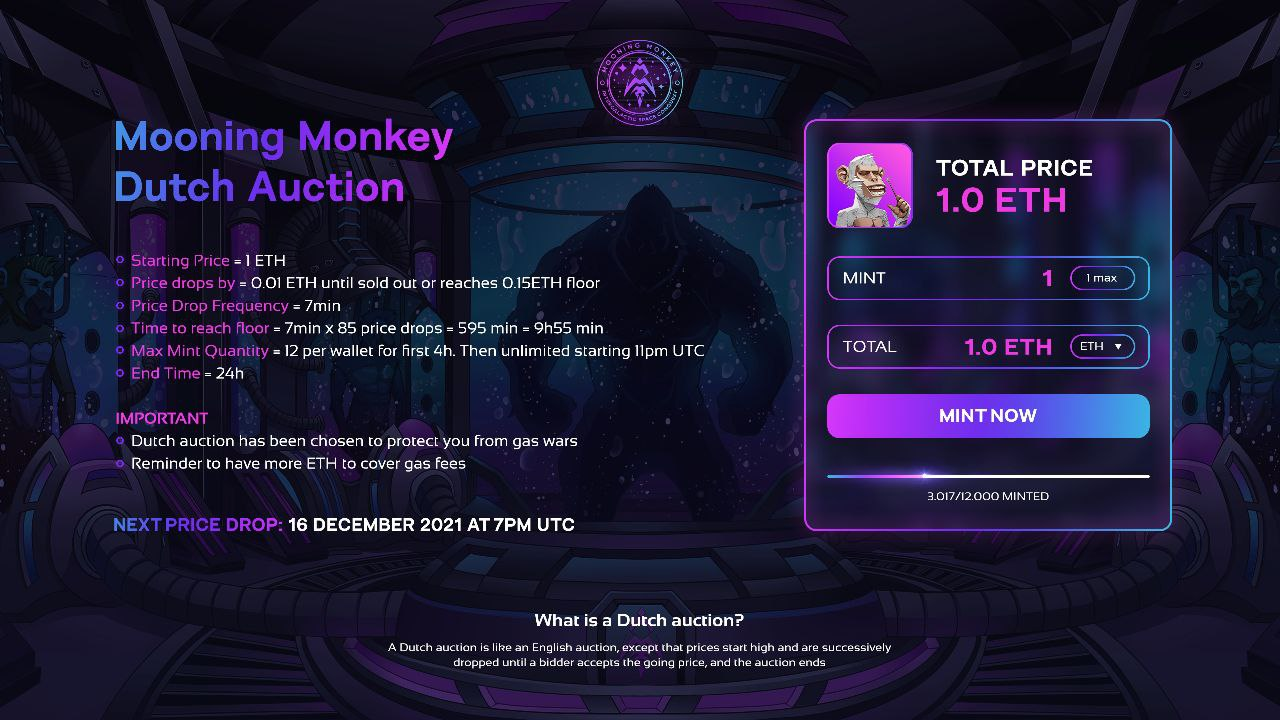 MOONING MONKEY
INTERGALACTIC SPACE COMMUNITY
Mooning Monkey
Dutch Auction
Starting Price = 1 ETH
Price drops by = 0.01 ETH until sold out or reaches 0.15ETH floor
Price Drop Frequency = 7min
Time to reach floor = 7min x 85 price drops = 595 min = 9h55 min
Max Mint Quantity = 12 per wallet for first 4h. Then unlimited starting 11pm UTC
End Time = 24h
IMPORTANT
Dutch auction has been chosen to protect you from gas wars
Reminder to have more ETH to cover gas fees
NEXT PRICE DROP: 16 DECEMBER 2021 AT 7PM UTC
TOTAL PRICE
1.0 ETH
MINT 1 1 max
TOTAL 1.0 ETH ETH ▼
MINT NOW
3.017/12.000 MINTED
What is a Dutch auction?
A Dutch auction is like an English auction, except that prices start high and are successively
dropped until a bidder accepts the going price, and the auction ends